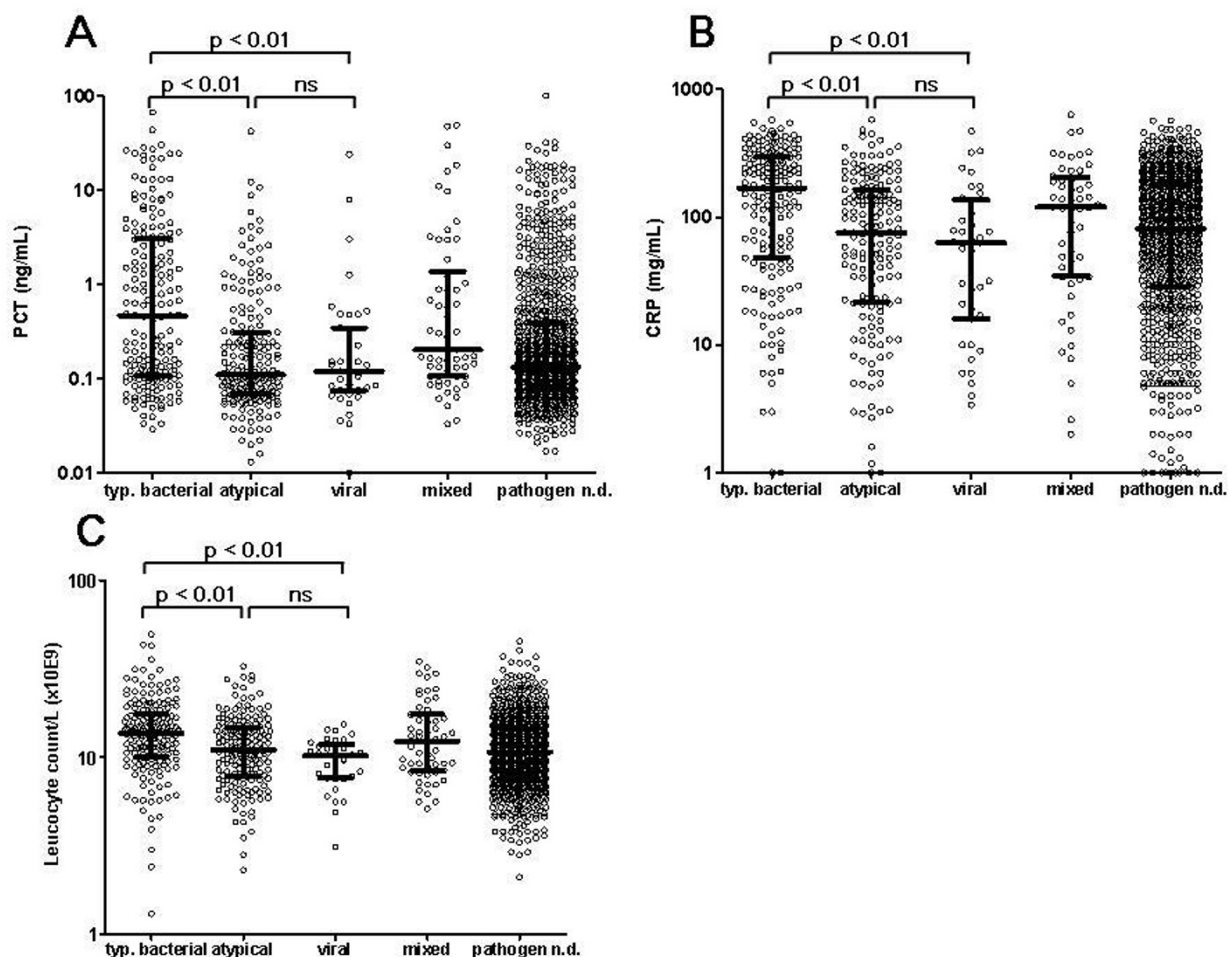 A
p < 0.01
p < 0.01
ns
PCT (ng/mL)
100
10
1
0.1
0.01
typ. bacterial
atypical
viral
mixed
pathogen n.d.
B
p < 0.01
p < 0.01
ns
CRP (mg/mL)
1000
100
10
1
typ. bacterial
atypical
viral
mixed
pathogen n.d.
C
p < 0.01
p < 0.01
ns
Leucocyte count/L (x10E9)
100
10
1
typ. bacterial
atypical
viral
mixed
pathogen n.d.